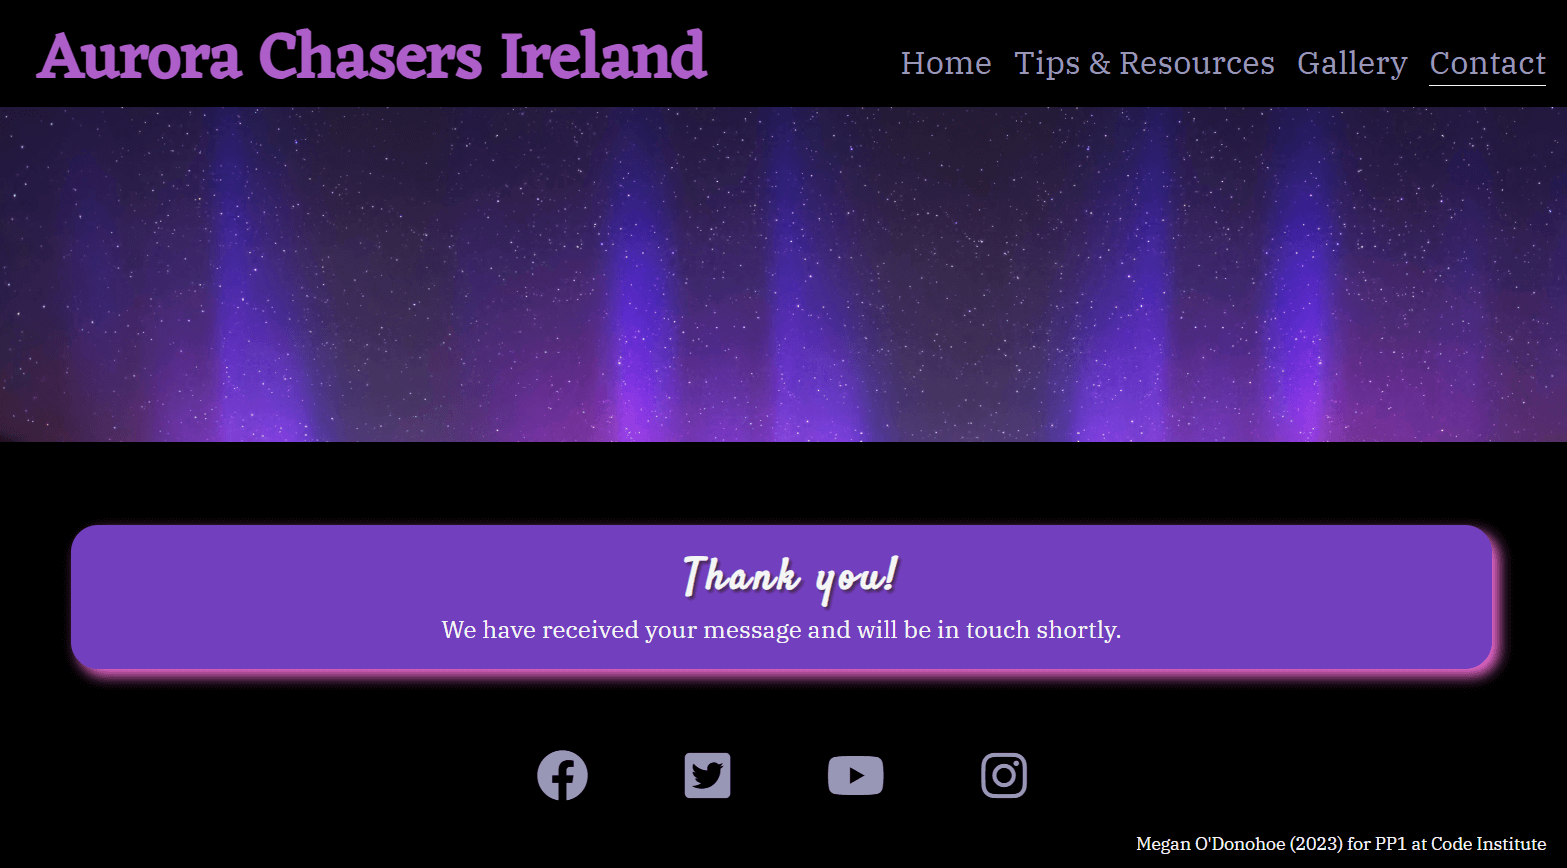 Aurora Chasers Ireland
Home Tips & Resources Gallery Contact
Thank you!
We have received your message and will be in touch shortly.
Megan O'Donohoe (2023) for PP1 at Code Institute